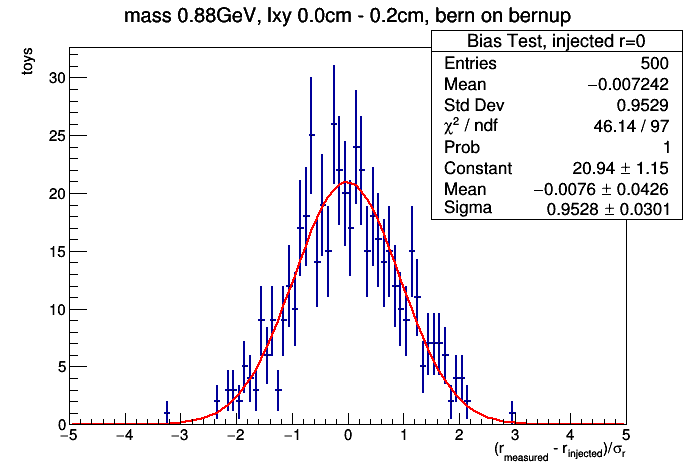 mass 0.88GeV, lxy 0.0cm - 0.2cm, bern on bernup
Bias Test, injected r=0
Entries 500
Mean −0.007242
Std Dev 0.9529
χ² / ndf 46.14 / 97
Prob 1
Constant 20.94 ± 1.15
Mean −0.0076 ± 0.0426
Sigma 0.9528 ± 0.0301
toys
30
25
20
15
10
5
0
−5 −4 −3 −2 −1 0 1 2 3 4 5
(r_measured - r_injected)/σ_r